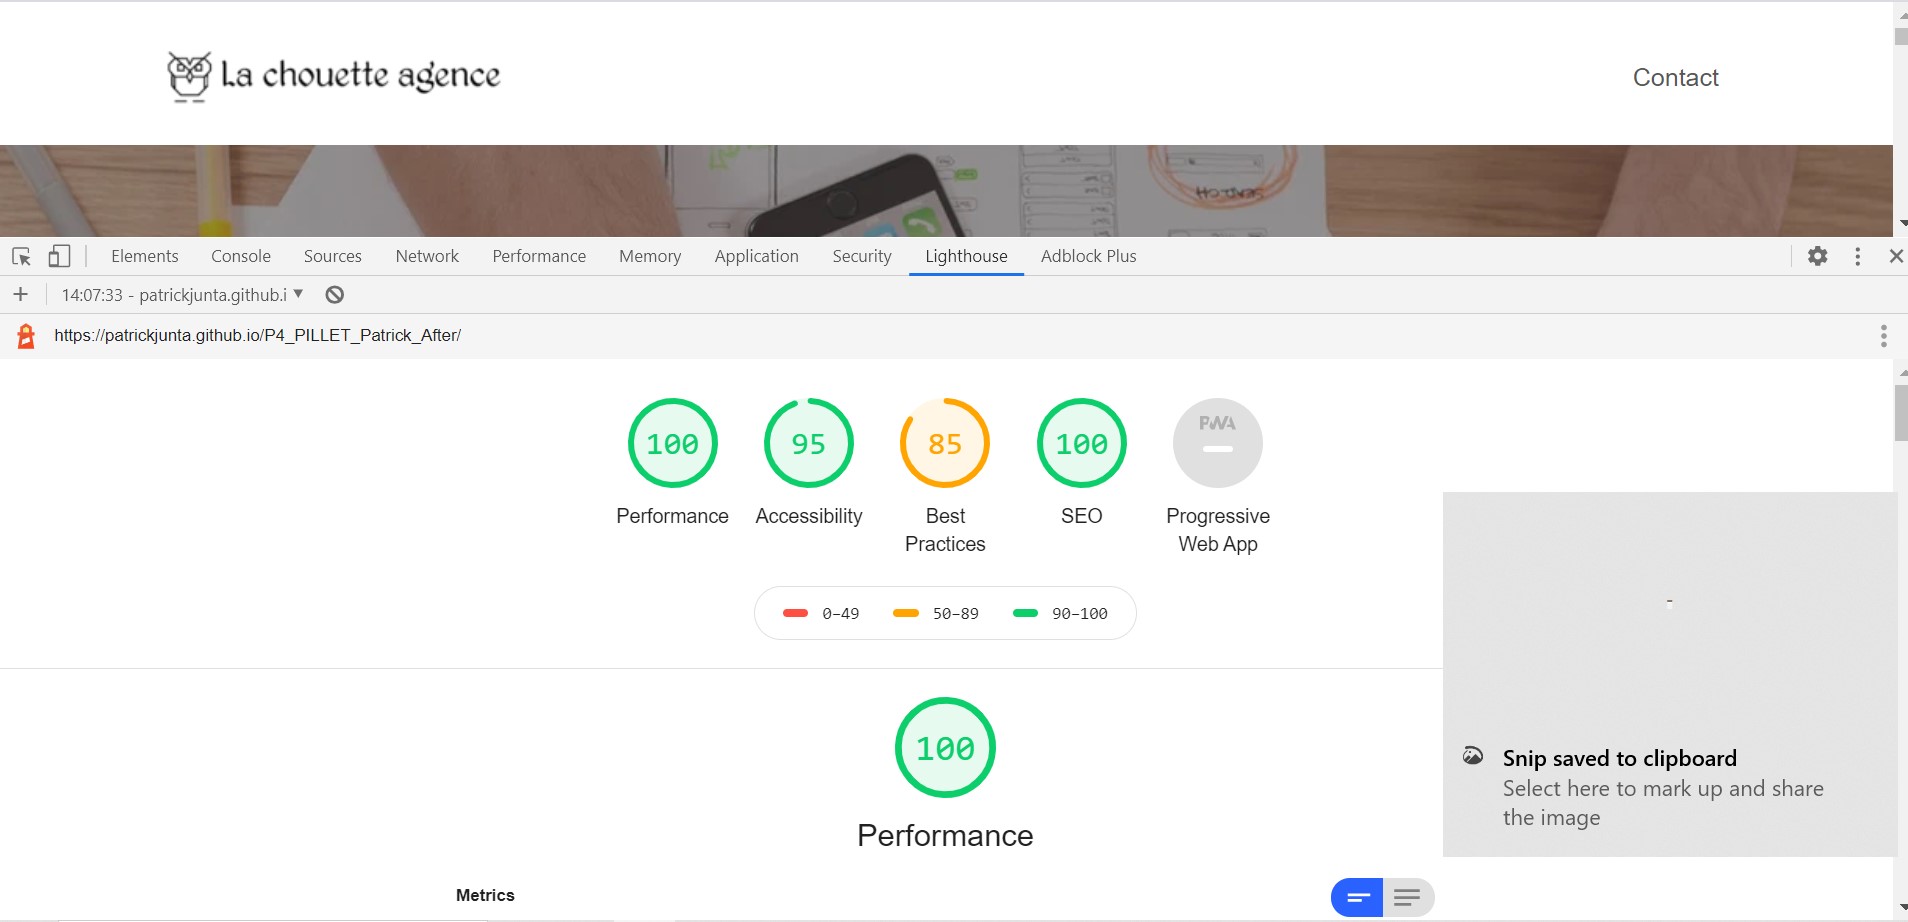 La chouette agence
Contact
Elements Console Sources Network Performance Memory Application Security Lighthouse Adblock Plus
14:07:33 - patrickjunta.github.i
https://patrickjunta.github.io/P4_PILLET_Patrick_After/
100 95 85 100 PWA
Performance Accessibility Best Practices SEO Progressive Web App
0–49 50–89 90–100
100
Performance
Metrics
Snip saved to clipboard
Select here to mark up and share
the image